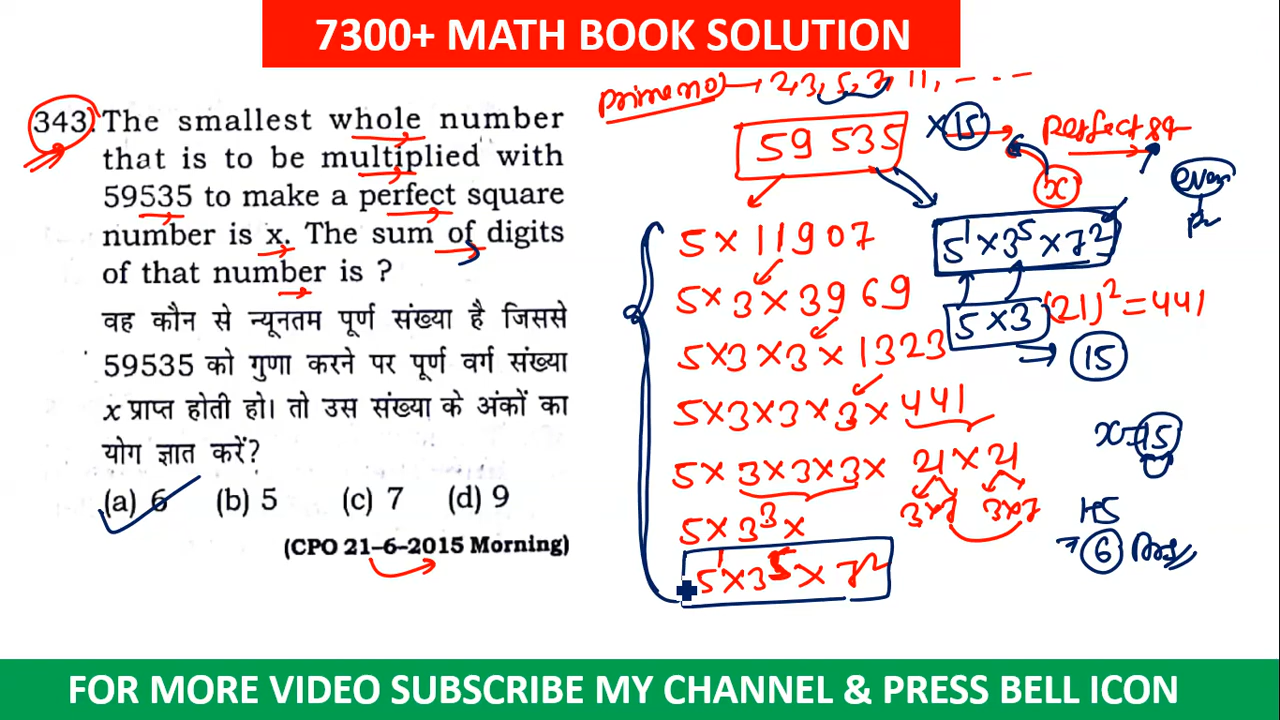 7300+ MATH BOOK SOLUTION
343. The smallest whole number
that is to be multiplied with
59535 to make a perfect square
number is x. The sum of digits
of that number is ?
वह कौन से न्यूनतम पूर्ण संख्या है जिससे
59535 को गुणा करने पर पूर्ण वर्ग संख्या
x प्राप्त होती हो। तो उस संख्या के अंकों का
योग ज्ञात करें?
(a) 6 (b) 5 (c) 7 (d) 9
(CPO 21-6-2015 Morning)
Prime no → 2, 3, 5, 7, 11, - - - -
59 535 × 15 Perfect sq
x
even
5 × 11907
5¹ × 3⁵ × 7²
5 × 3 × 3969
5 × 3 (21)² = 441
5 × 3 × 3 × 1323
15
5 × 3 × 3 × 3 × 441
x = 15
5 × 3 × 3 × 3 × 21 × 21
3×7 3×7
1+5
5 × 3³ ×
6 Ans
5¹ × 3⁵ × 7²
FOR MORE VIDEO SUBSCRIBE MY CHANNEL & PRESS BELL ICON